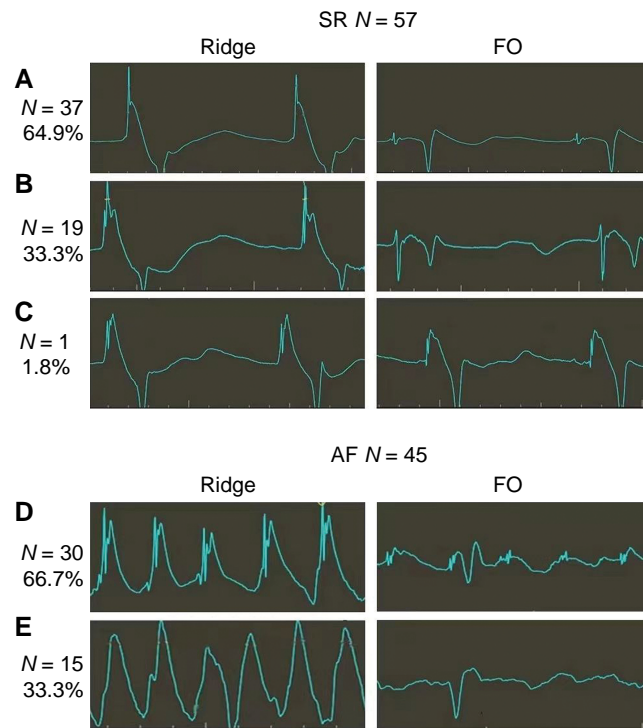 SR N = 57
Ridge FO
A
N = 37
64.9%
B
N = 19
33.3%
C
N = 1
1.8%
AF N = 45
Ridge FO
D
N = 30
66.7%
E
N = 15
33.3%